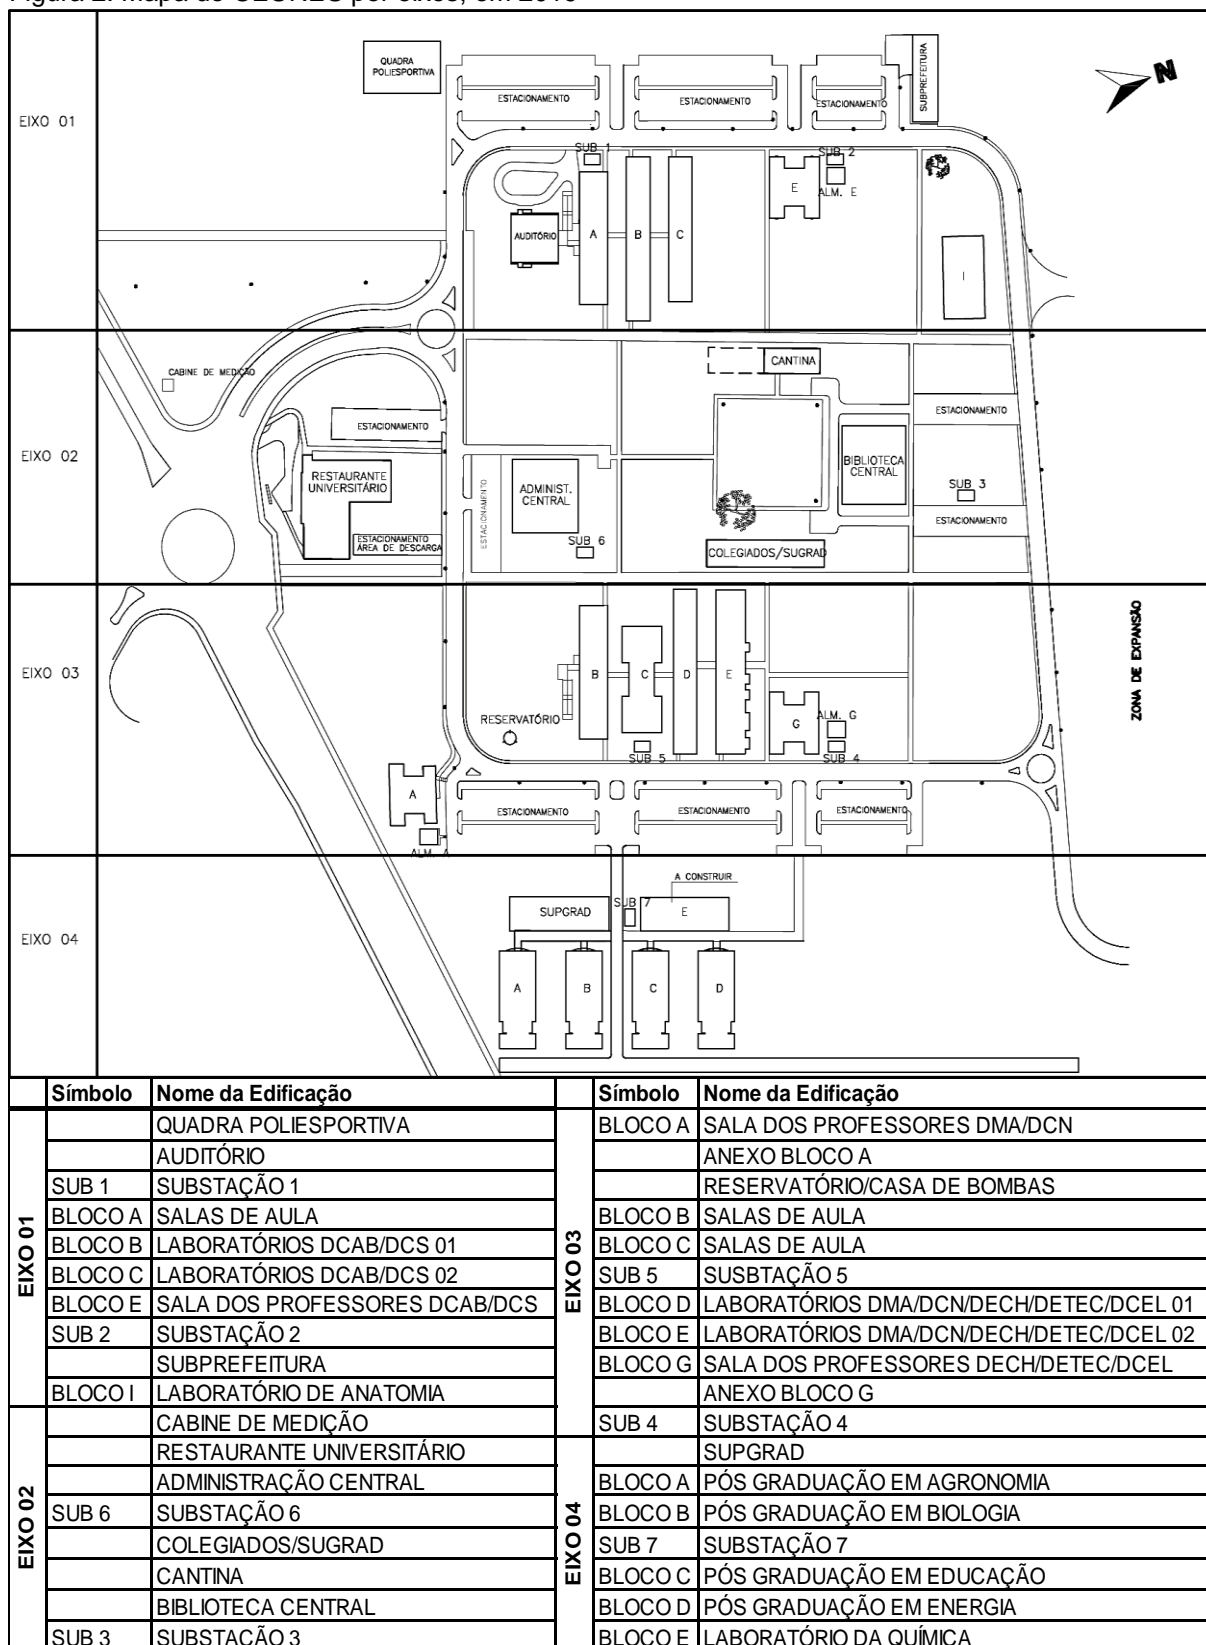 QUADRA
POLIESPORTIVA
ESTACIONAMENTO
ESTACIONAMENTO
ESTACIONAMENTO
SUBPREFEITURA
N
EIXO 01
SUB 1
SUB 2
E
ALM. E
AUDITÓRIO
A
B
C
I
CABINE DE MEDIÇÃO
CANTINA
ESTACIONAMENTO
ESTACIONAMENTO
EIXO 02
RESTAURANTE
UNIVERSITÁRIO
ESTACIONAMENTO
ADMINIST.
CENTRAL
BIBLIOTECA
CENTRAL
SUB 3
ESTACIONAMENTO
ESTACIONAMENTO
ÁREA DE DESCARGA
SUB 6
COLEGIADOS/SUGRAD
ZONA DE EXPANSÃO
EIXO 03
B
C
D
E
RESERVATÓRIO
G
ALM. G
SUB 5
SUB 4
A
ESTACIONAMENTO
ESTACIONAMENTO
ESTACIONAMENTO
ALM. A
A CONSTRUIR
EIXO 04
SUPGRAD
SUB 7
E
A
B
C
D
Símbolo Nome da Edificação
EIXO 01
QUADRA POLIESPORTIVA
AUDITÓRIO
SUB 1 SUBSTAÇÃO 1
BLOCO A SALAS DE AULA
BLOCO B LABORATÓRIOS DCAB/DCS 01
BLOCO C LABORATÓRIOS DCAB/DCS 02
BLOCO E SALA DOS PROFESSORES DCAB/DCS
SUB 2 SUBSTAÇÃO 2
SUBPREFEITURA
BLOCO I LABORATÓRIO DE ANATOMIA
EIXO 02
CABINE DE MEDIÇÃO
RESTAURANTE UNIVERSITÁRIO
ADMINISTRAÇÃO CENTRAL
SUB 6 SUBSTAÇÃO 6
COLEGIADOS/SUGRAD
CANTINA
BIBLIOTECA CENTRAL
SUB 3 SUBSTAÇÃO 3
Símbolo Nome da Edificação
EIXO 03
BLOCO A SALA DOS PROFESSORES DMA/DCN
ANEXO BLOCO A
RESERVATÓRIO/CASA DE BOMBAS
BLOCO B SALAS DE AULA
BLOCO C SALAS DE AULA
SUB 5 SUSBTAÇÃO 5
BLOCO D LABORATÓRIOS DMA/DCN/DECH/DETEC/DCEL 01
BLOCO E LABORATÓRIOS DMA/DCN/DECH/DETEC/DCEL 02
BLOCO G SALA DOS PROFESSORES DECH/DETEC/DCEL
ANEXO BLOCO G
SUB 4 SUBSTAÇÃO 4
EIXO 04
SUPGRAD
BLOCO A PÓS GRADUAÇÃO EM AGRONOMIA
BLOCO B PÓS GRADUAÇÃO EM BIOLOGIA
SUB 7 SUBSTAÇÃO 7
BLOCO C PÓS GRADUAÇÃO EM EDUCAÇÃO
BLOCO D PÓS GRADUAÇÃO EM ENERGIA
BLOCO E LABORATÓRIO DA QUÍMICA